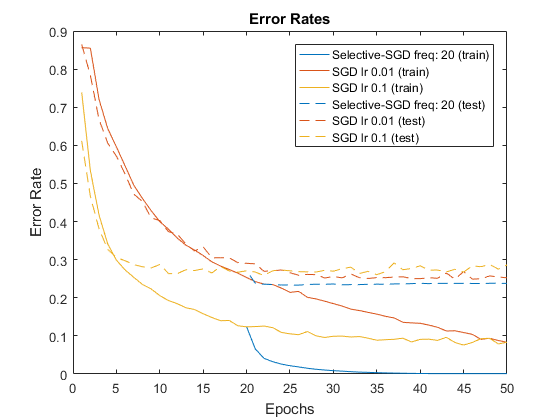 Error Rates
Selective-SGD freq: 20 (train)
SGD lr 0.01 (train)
SGD lr 0.1 (train)
Selective-SGD freq: 20 (test)
SGD lr 0.01 (test)
SGD lr 0.1 (test)
Error Rate
0.9
0.8
0.7
0.6
0.5
0.4
0.3
0.2
0.1
0
0 5 10 15 20 25 30 35 40 45 50
Epochs